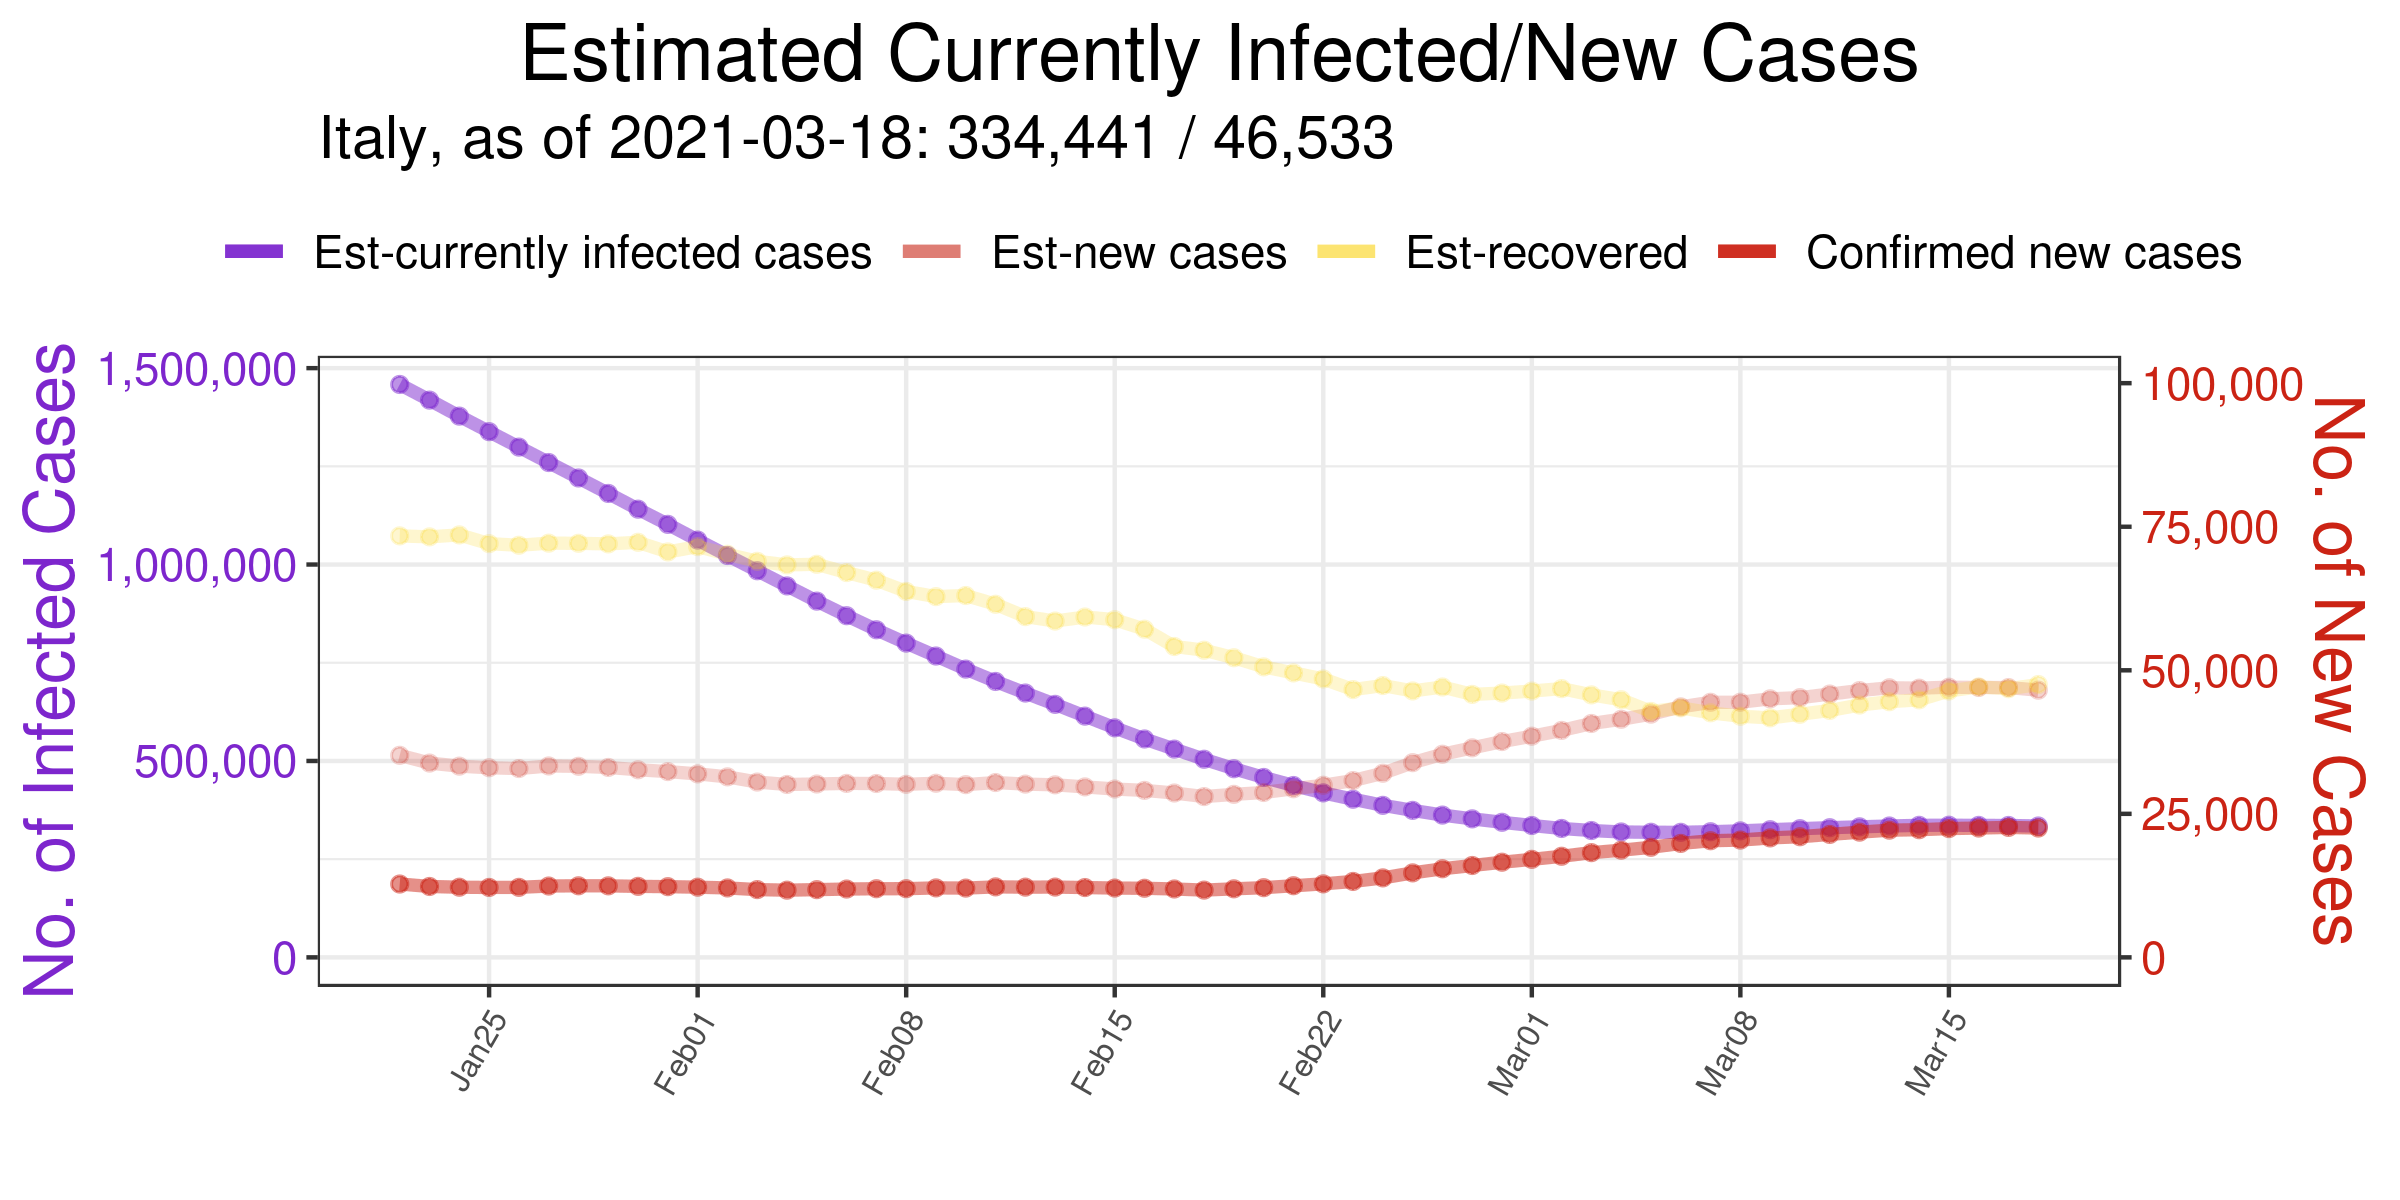 Estimated Currently Infected/New Cases
Italy, as of 2021-03-18: 334,441 / 46,533
Est-currently infected cases Est-new cases Est-recovered Confirmed new cases
No. of Infected Cases
1,500,000
1,000,000
500,000
0
100,000
75,000
50,000
25,000
0
No. of New Cases
Jan25 Feb01 Feb08 Feb15 Feb22 Mar01 Mar08 Mar15